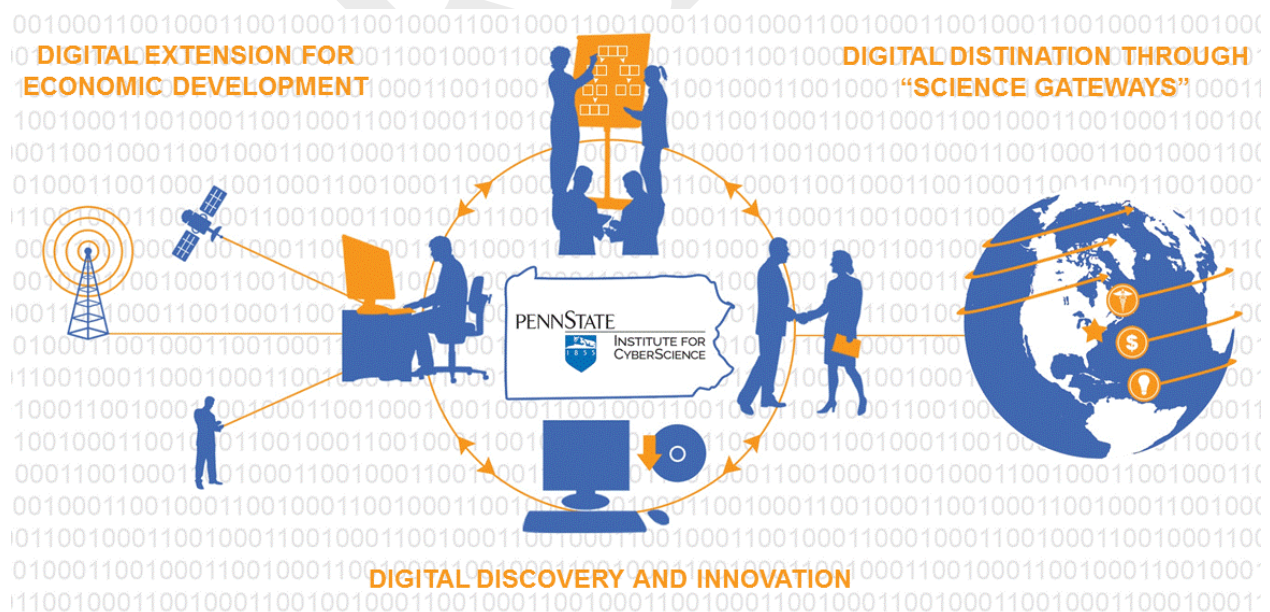 DIGITAL EXTENSION FOR
ECONOMIC DEVELOPMENT
DIGITAL DISTINATION THROUGH
“SCIENCE GATEWAYS”
$
PENNSTATE
1855
INSTITUTE FOR
CYBERSCIENCE
DIGITAL DISCOVERY AND INNOVATION